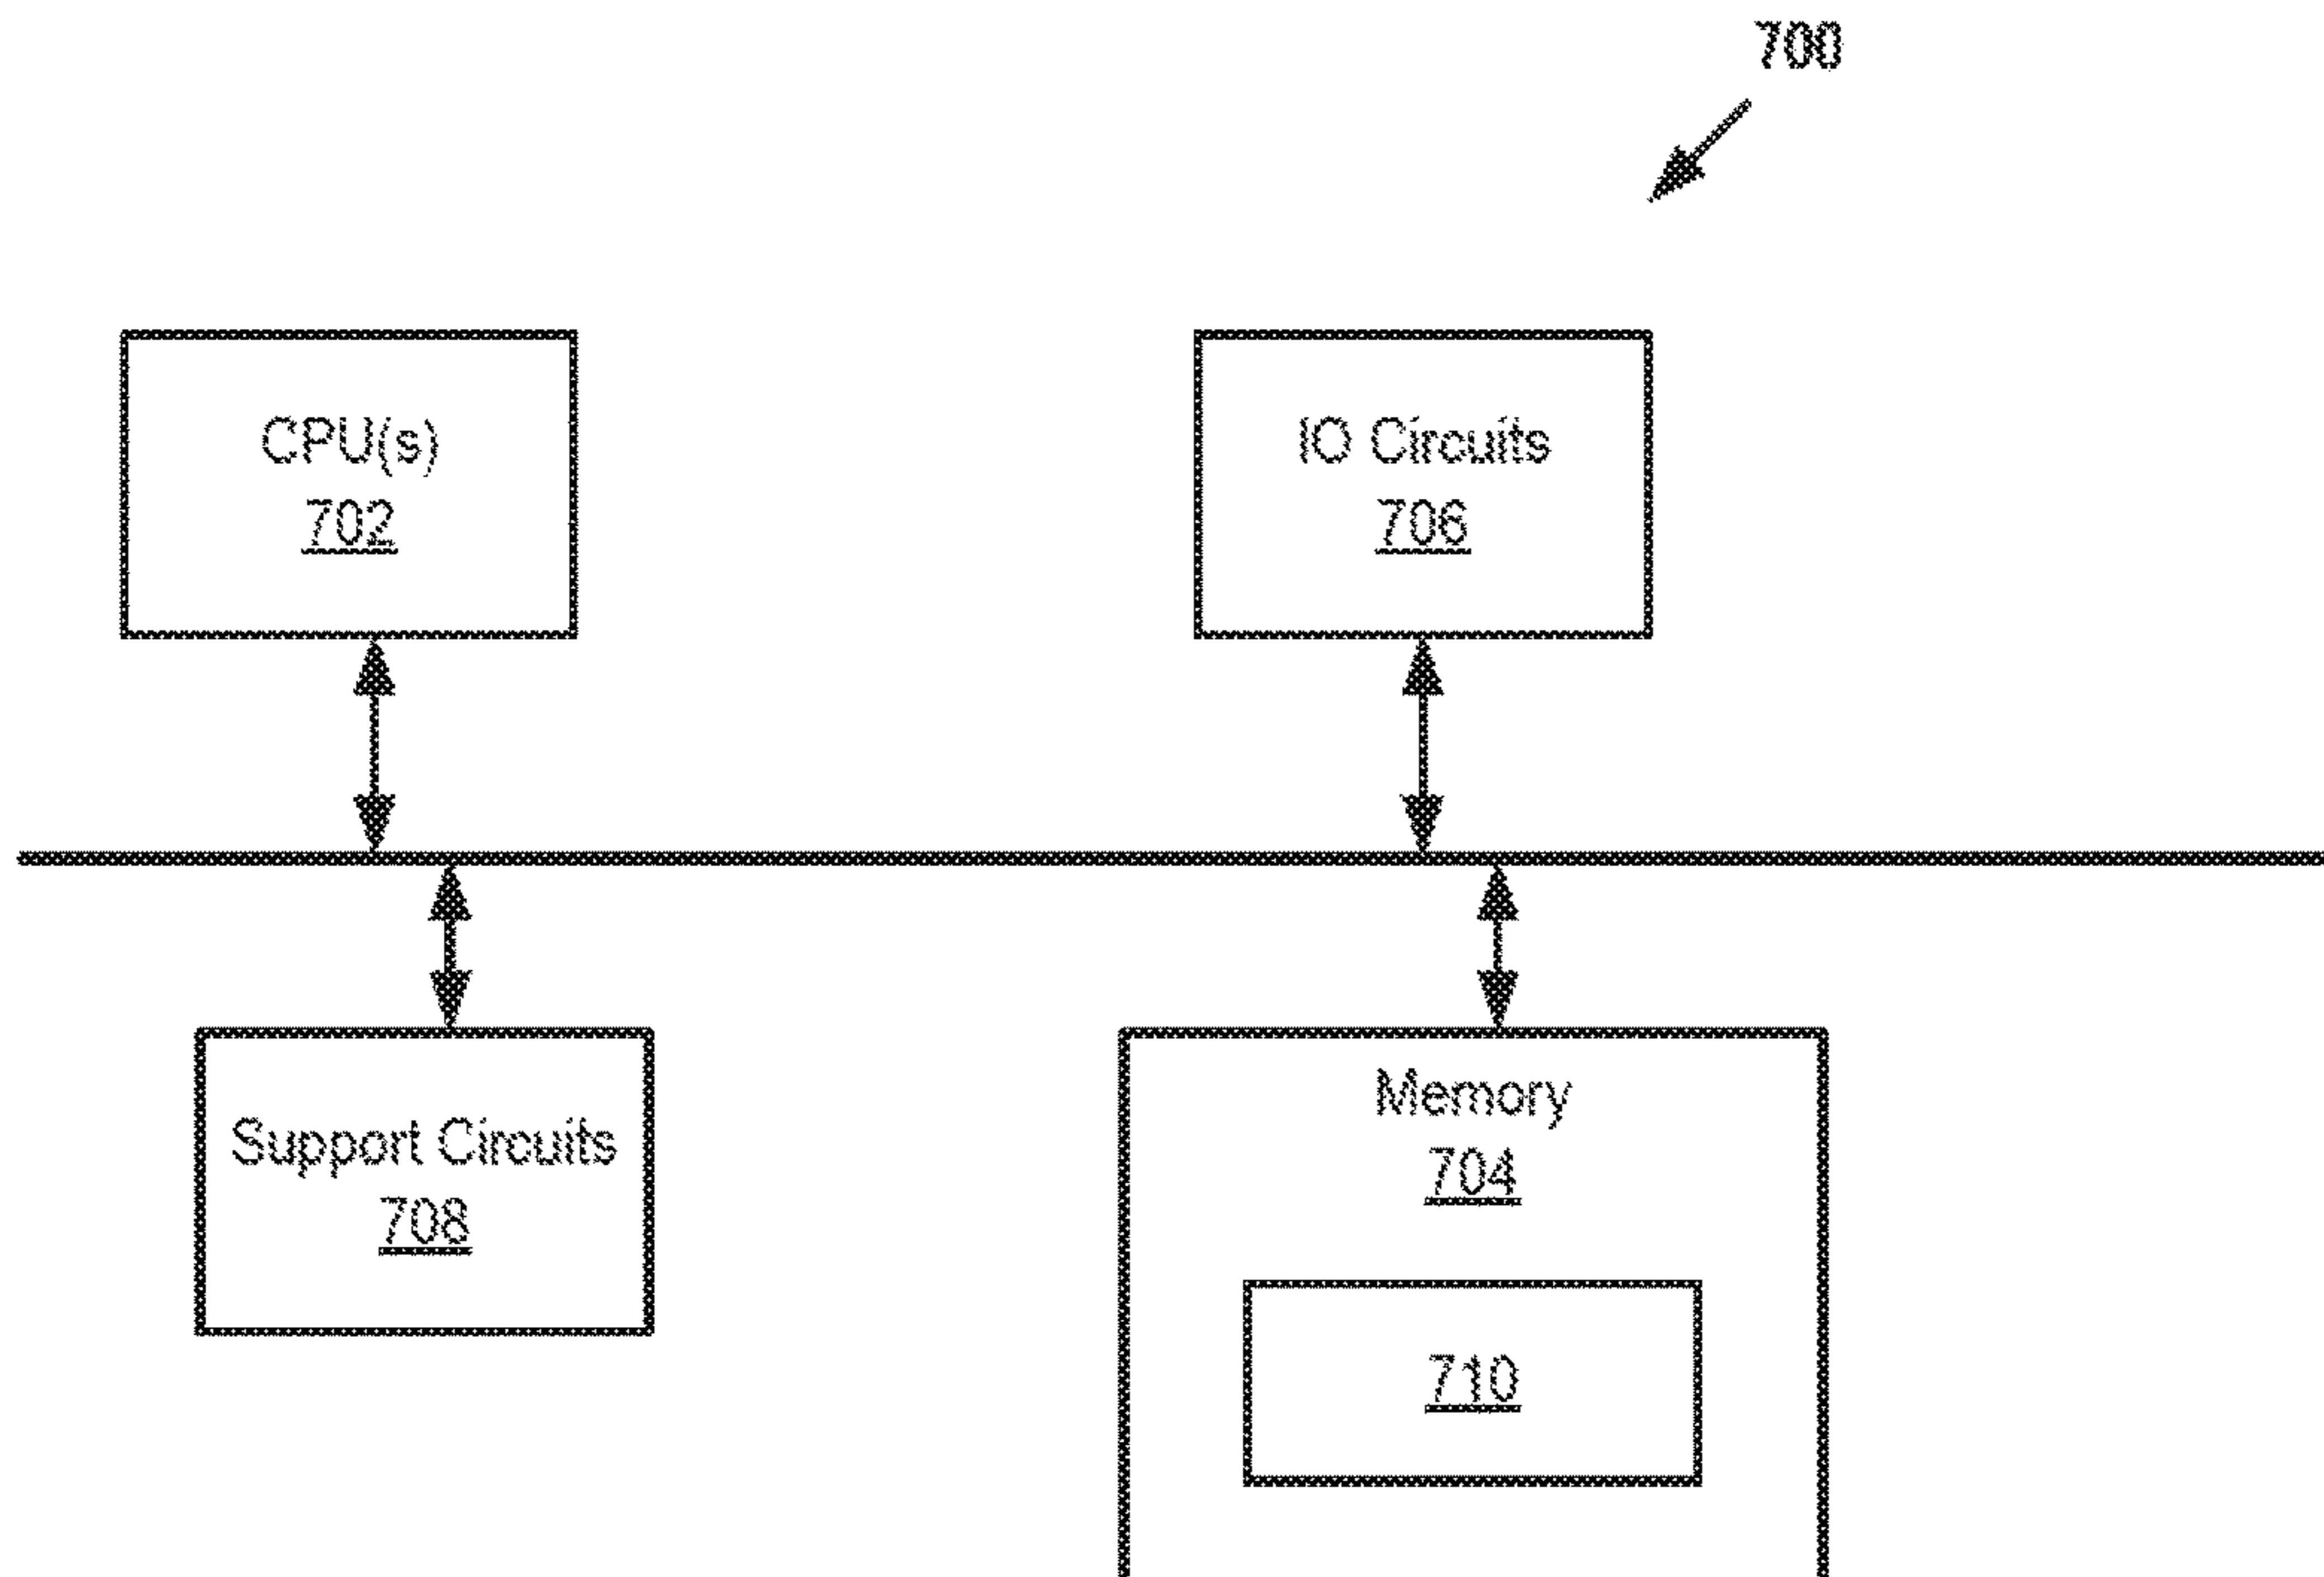 700
CPU(s)
702
IO Circuits
706
Support Circuits
708
Memory
704
710